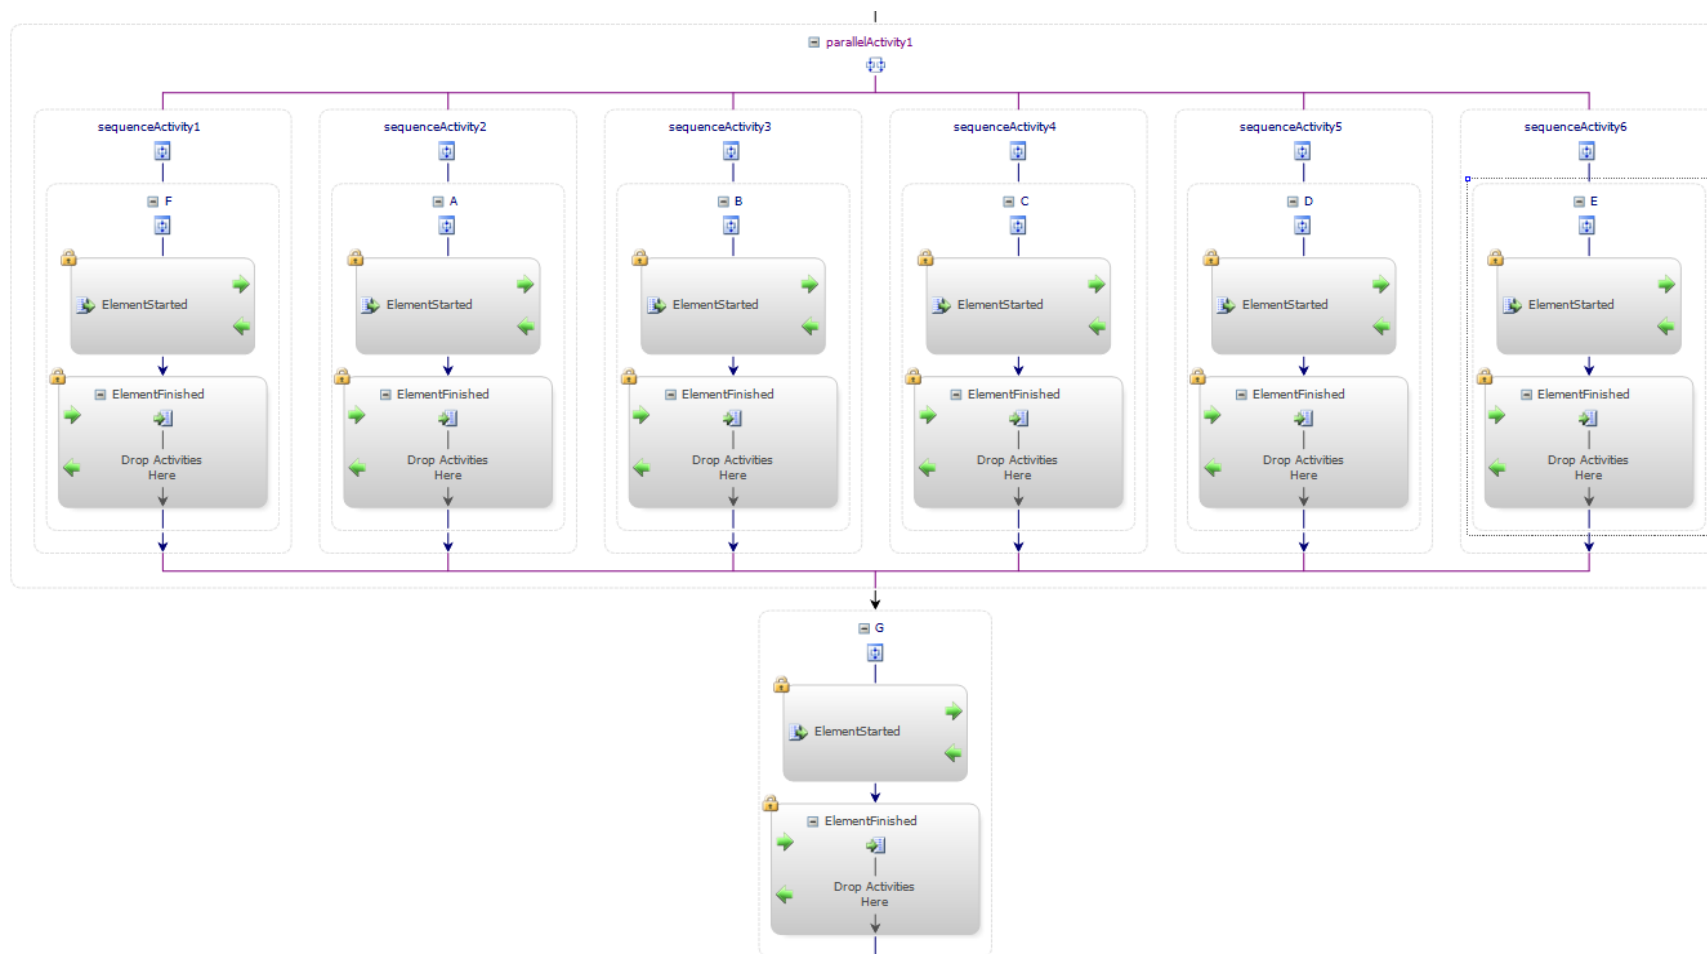 parallelActivity1
sequenceActivity1
sequenceActivity2
sequenceActivity3
sequenceActivity4
sequenceActivity5
sequenceActivity6
F
A
B
C
D
E
ElementStarted
ElementStarted
ElementStarted
ElementStarted
ElementStarted
ElementStarted
ElementFinished
ElementFinished
ElementFinished
ElementFinished
ElementFinished
ElementFinished
Drop Activities
Here
Drop Activities
Here
Drop Activities
Here
Drop Activities
Here
Drop Activities
Here
Drop Activities
Here
G
ElementStarted
ElementFinished
Drop Activities
Here